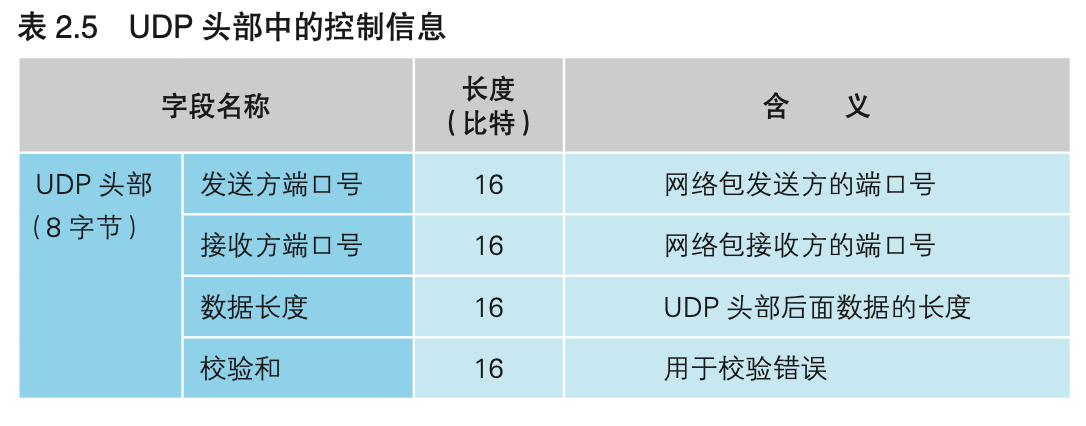 表 2.5 UDP 头部中的控制信息
字段名称 长度（比特） 含 义
UDP 头部（8 字节） 发送方端口号 16 网络包发送方的端口号
接收方端口号 16 网络包接收方的端口号
数据长度 16 UDP 头部后面数据的长度
校验和 16 用于校验错误